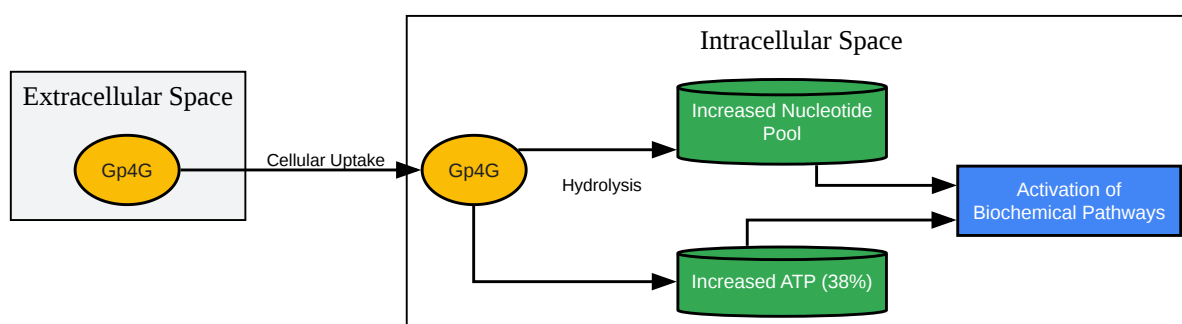 Intracellular Space
Extracellular Space
Gp4G
Cellular Uptake
Gp4G
Hydrolysis
Increased Nucleotide
Pool
Increased ATP (38%)
Activation of
Biochemical Pathways